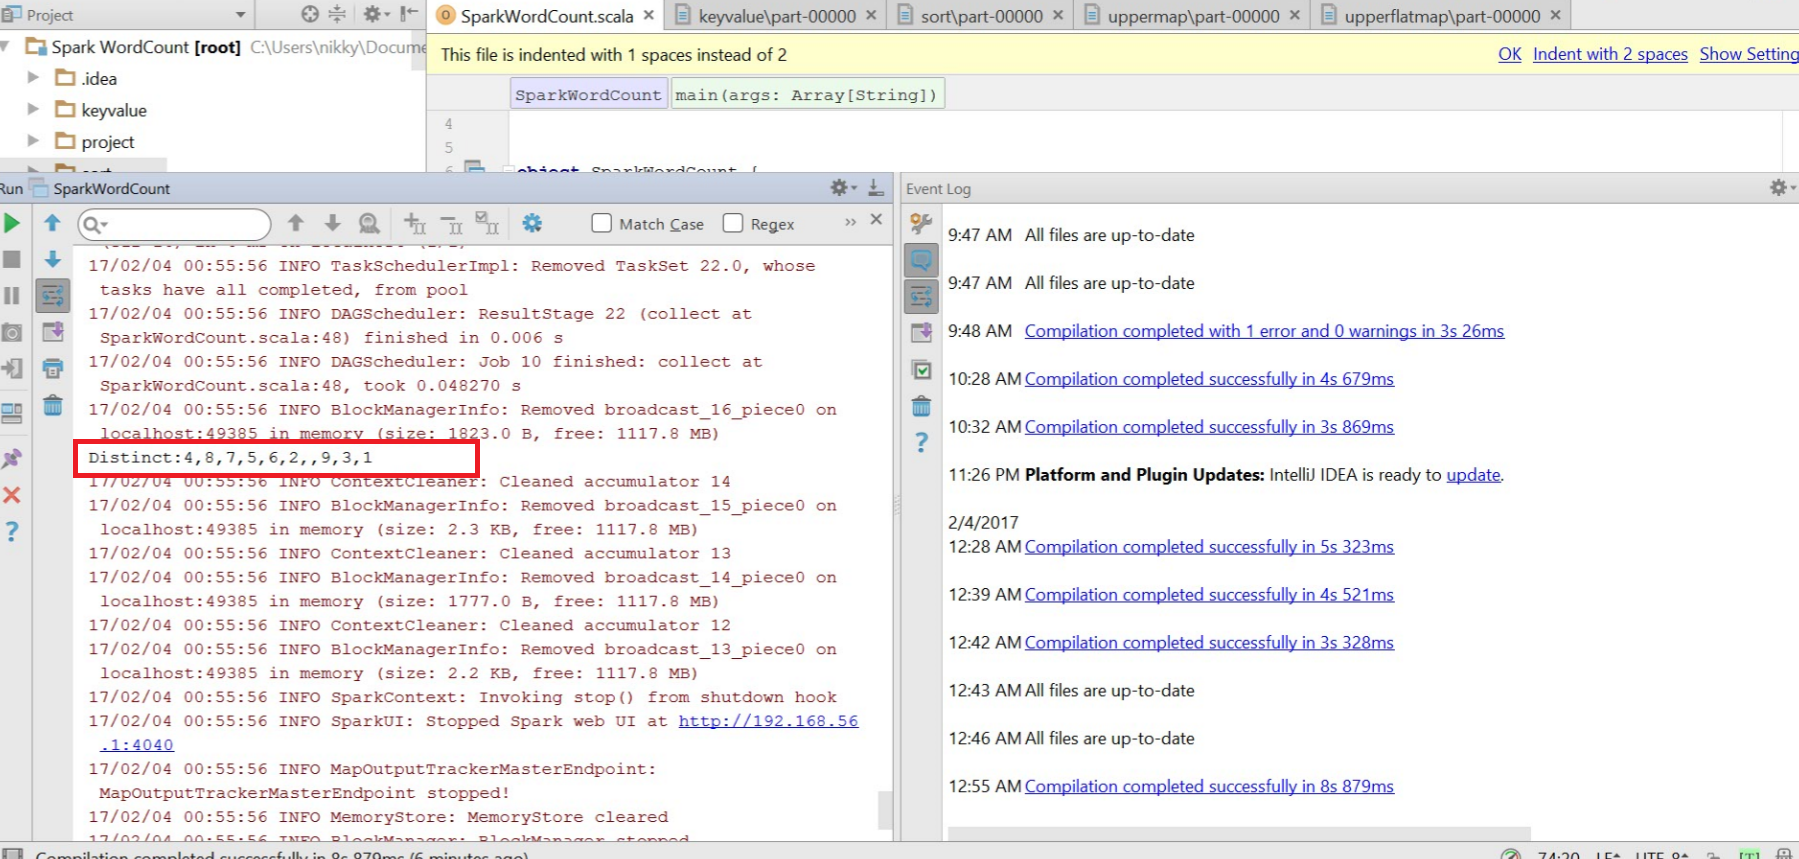 Project
SparkWordCount.scala
keyvalue\part-00000
sort\part-00000
uppermap\part-00000
upperflatmap\part-00000
Spark WordCount [root] C:\Users\nikky\Docume
.idea
keyvalue
project
This file is indented with 1 spaces instead of 2
OK Indent with 2 spaces Show Setting
SparkWordCount main(args: Array[String])
4
5
6 object SparkWordCount {
Run SparkWordCount
Match Case
Regex
17/02/04 00:55:56 INFO TaskSchedulerImpl: Removed TaskSet 22.0, whose
tasks have all completed, from pool
17/02/04 00:55:56 INFO DAGScheduler: ResultStage 22 (collect at
SparkWordCount.scala:48) finished in 0.006 s
17/02/04 00:55:56 INFO DAGScheduler: Job 10 finished: collect at
SparkWordCount.scala:48, took 0.048270 s
17/02/04 00:55:56 INFO BlockManagerInfo: Removed broadcast_16_piece0 on
localhost:49385 in memory (size: 1823.0 B, free: 1117.8 MB)
Distinct:4,8,7,5,6,2,,9,3,1
17/02/04 00:55:56 INFO ContextCleaner: Cleaned accumulator 14
17/02/04 00:55:56 INFO BlockManagerInfo: Removed broadcast_15_piece0 on
localhost:49385 in memory (size: 2.3 KB, free: 1117.8 MB)
17/02/04 00:55:56 INFO ContextCleaner: Cleaned accumulator 13
17/02/04 00:55:56 INFO BlockManagerInfo: Removed broadcast_14_piece0 on
localhost:49385 in memory (size: 1777.0 B, free: 1117.8 MB)
17/02/04 00:55:56 INFO ContextCleaner: Cleaned accumulator 12
17/02/04 00:55:56 INFO BlockManagerInfo: Removed broadcast_13_piece0 on
localhost:49385 in memory (size: 2.2 KB, free: 1117.8 MB)
17/02/04 00:55:56 INFO SparkContext: Invoking stop() from shutdown hook
17/02/04 00:55:56 INFO SparkUI: Stopped Spark web UI at http://192.168.56
.1:4040
17/02/04 00:55:56 INFO MapOutputTrackerMasterEndpoint:
MapOutputTrackerMasterEndpoint stopped!
17/02/04 00:55:56 INFO MemoryStore: MemoryStore cleared
17/02/04 00:55:56 INFO BlockManager: BlockManager stopped
Event Log
9:47 AM All files are up-to-date
9:47 AM All files are up-to-date
9:48 AM Compilation completed with 1 error and 0 warnings in 3s 26ms
10:28 AM Compilation completed successfully in 4s 679ms
10:32 AM Compilation completed successfully in 3s 869ms
11:26 PM Platform and Plugin Updates: IntelliJ IDEA is ready to update.
2/4/2017
12:28 AM Compilation completed successfully in 5s 323ms
12:39 AM Compilation completed successfully in 4s 521ms
12:42 AM Compilation completed successfully in 3s 328ms
12:43 AM All files are up-to-date
12:46 AM All files are up-to-date
12:55 AM Compilation completed successfully in 8s 879ms
Compilation completed successfully in 8s 879ms (6 minutes ago)
74:20 LF UTF-8